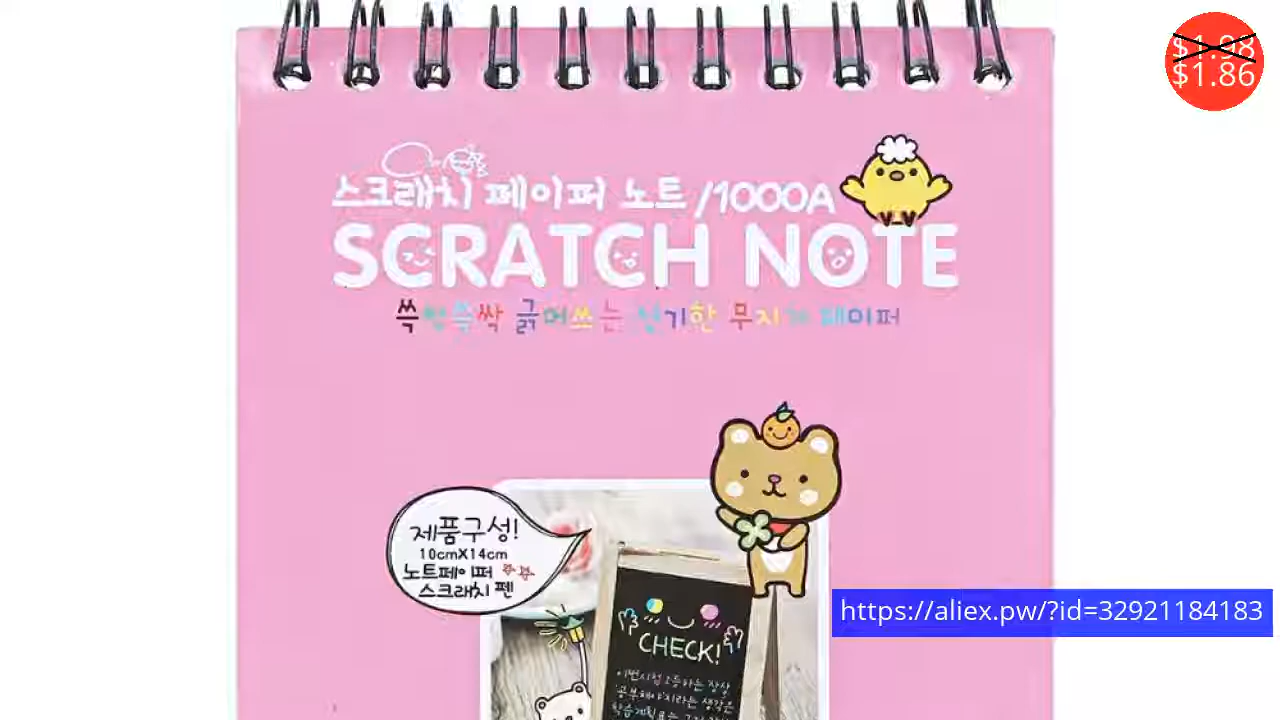 $1.98
$1.86
스크래치 페이퍼 노트 /1000A
SCRATCH NOTE
쓱싹쓱싹 긁어쓰는 신기한 무지개 페이퍼
제품구성!
10cmX14cm
노트페이퍼
스크래치 펜
CHECK!
https://aliex.pw/?id=32921184183